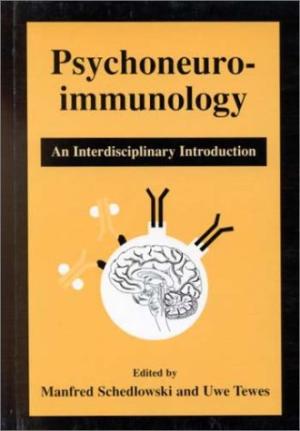 Psychoneuro-
immunology
An Interdisciplinary Introduction
Edited by
Manfred Schedlowski and Uwe Tewes